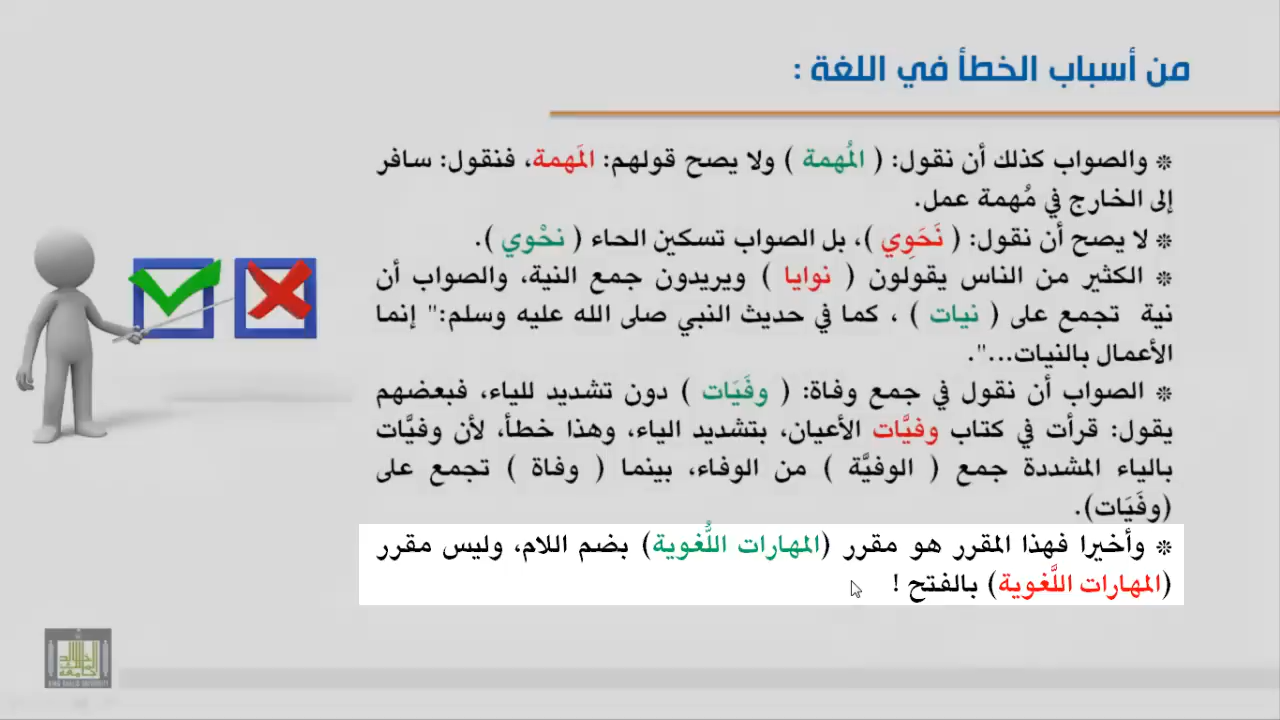 من أسباب الخطأ في اللغة :
❊ والصواب كذلك أن نقول: ( المُهمة ) ولا يصح قولهم: المَهمة، فنقول: سافر
إلى الخارج في مُهمة عمل.
❊ لا يصح أن نقول: ( نَحَوِي )، بل الصواب تسكين الحاء ( نحْوي ).
❊ الكثير من الناس يقولون ( نوايا ) ويريدون جمع النية، والصواب أن
نية تجمع على ( نيات ) ، كما في حديث النبي صلى الله عليه وسلم:" إنما
الأعمال بالنيات...".
❊ الصواب أن نقول في جمع وفاة: ( وفَيَات ) دون تشديد للياء، فبعضهم
يقول: قرأت في كتاب وفيَّات الأعيان، بتشديد الياء، وهذا خطأ، لأن وفيَّات
بالياء المشددة جمع ( الوفيَّة ) من الوفاء، بينما ( وفاة ) تجمع على
(وفَيَات).
❊ وأخيرا فهذا المقرر هو مقرر (المهارات اللُّغوية) بضم اللام، وليس مقرر
(المهارات اللَّغوية) بالفتح !
KING KHALID UNIVERSITY